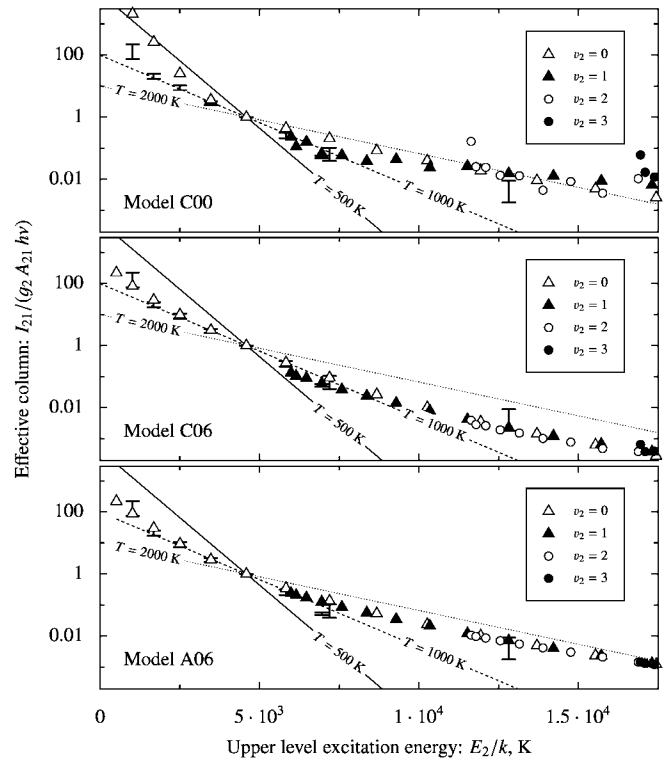 100
1
0.01
T = 2000 K
T = 1000 K
T = 500 K
Model C00
v₂ = 0
v₂ = 1
v₂ = 2
v₂ = 3
100
1
0.01
T = 2000 K
T = 1000 K
T = 500 K
Model C06
v₂ = 0
v₂ = 1
v₂ = 2
v₂ = 3
100
1
0.01
T = 2000 K
T = 1000 K
T = 500 K
Model A06
v₂ = 0
v₂ = 1
v₂ = 2
v₂ = 3
Effective column: I₂₁/(g₂ A₂₁ hν)
0 5·10³ 1·10⁴ 1.5·10⁴
Upper level excitation energy: E₂/k, K